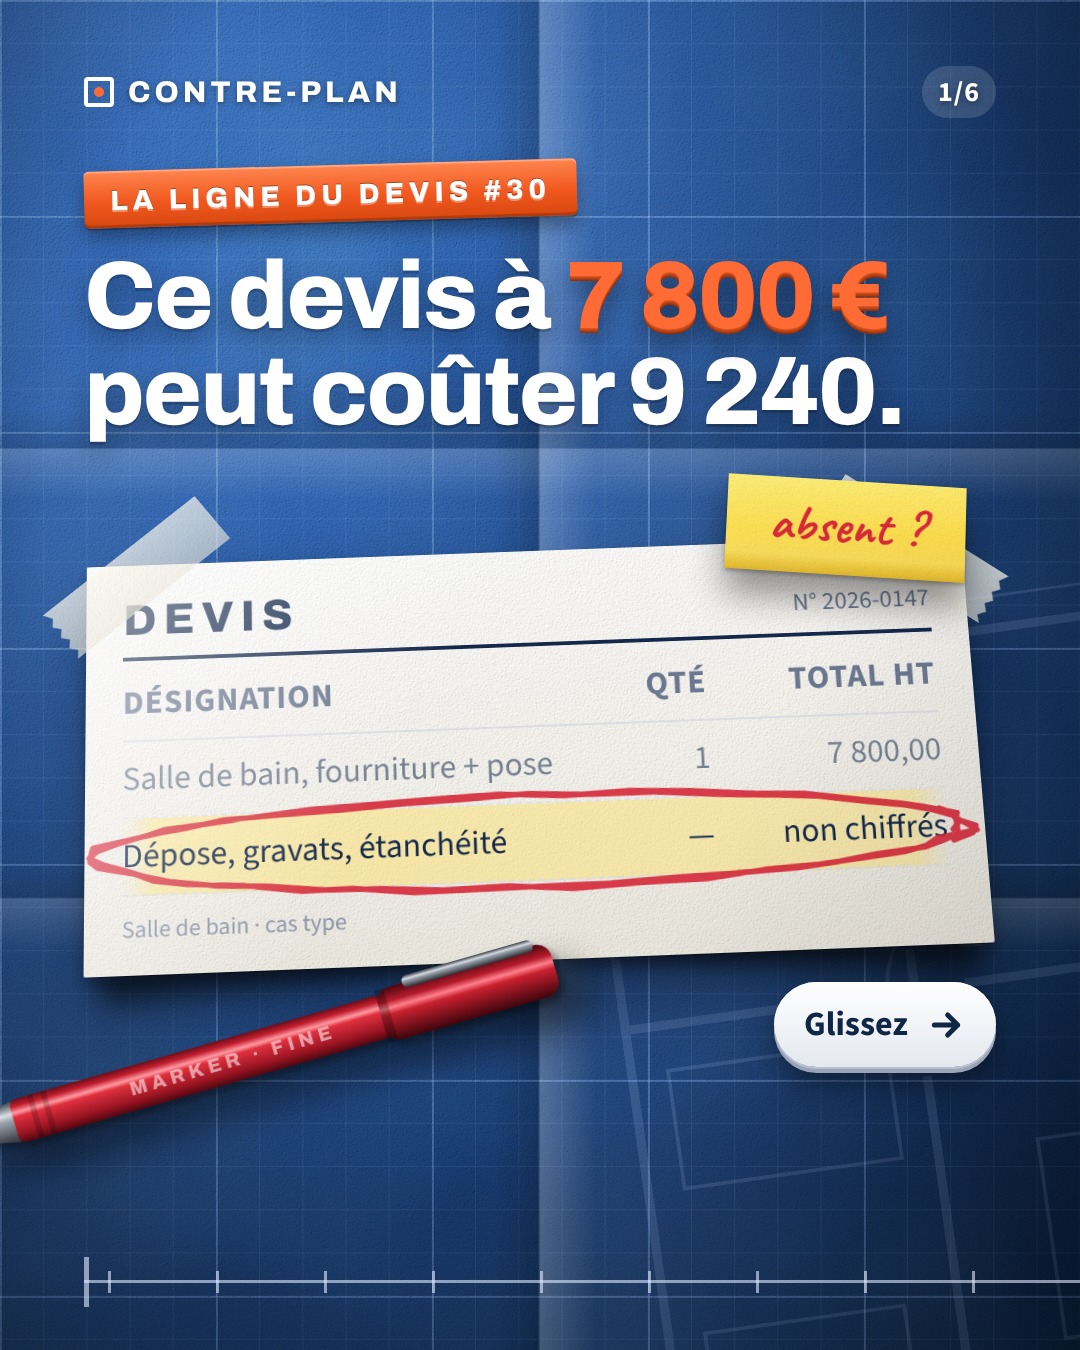 CONTRE-PLAN
1/6
LA LIGNE DU DEVIS #30
Ce devis à 7 800 €
peut coûter 9 240.
absent ?
DEVIS
N° 2026-0147
DÉSIGNATION QTÉ TOTAL HT
Salle de bain, fourniture + pose 1 7 800,00
Dépose, gravats, étanchéité — non chiffrés
Salle de bain · cas type
MARKER · FINE
Glissez →